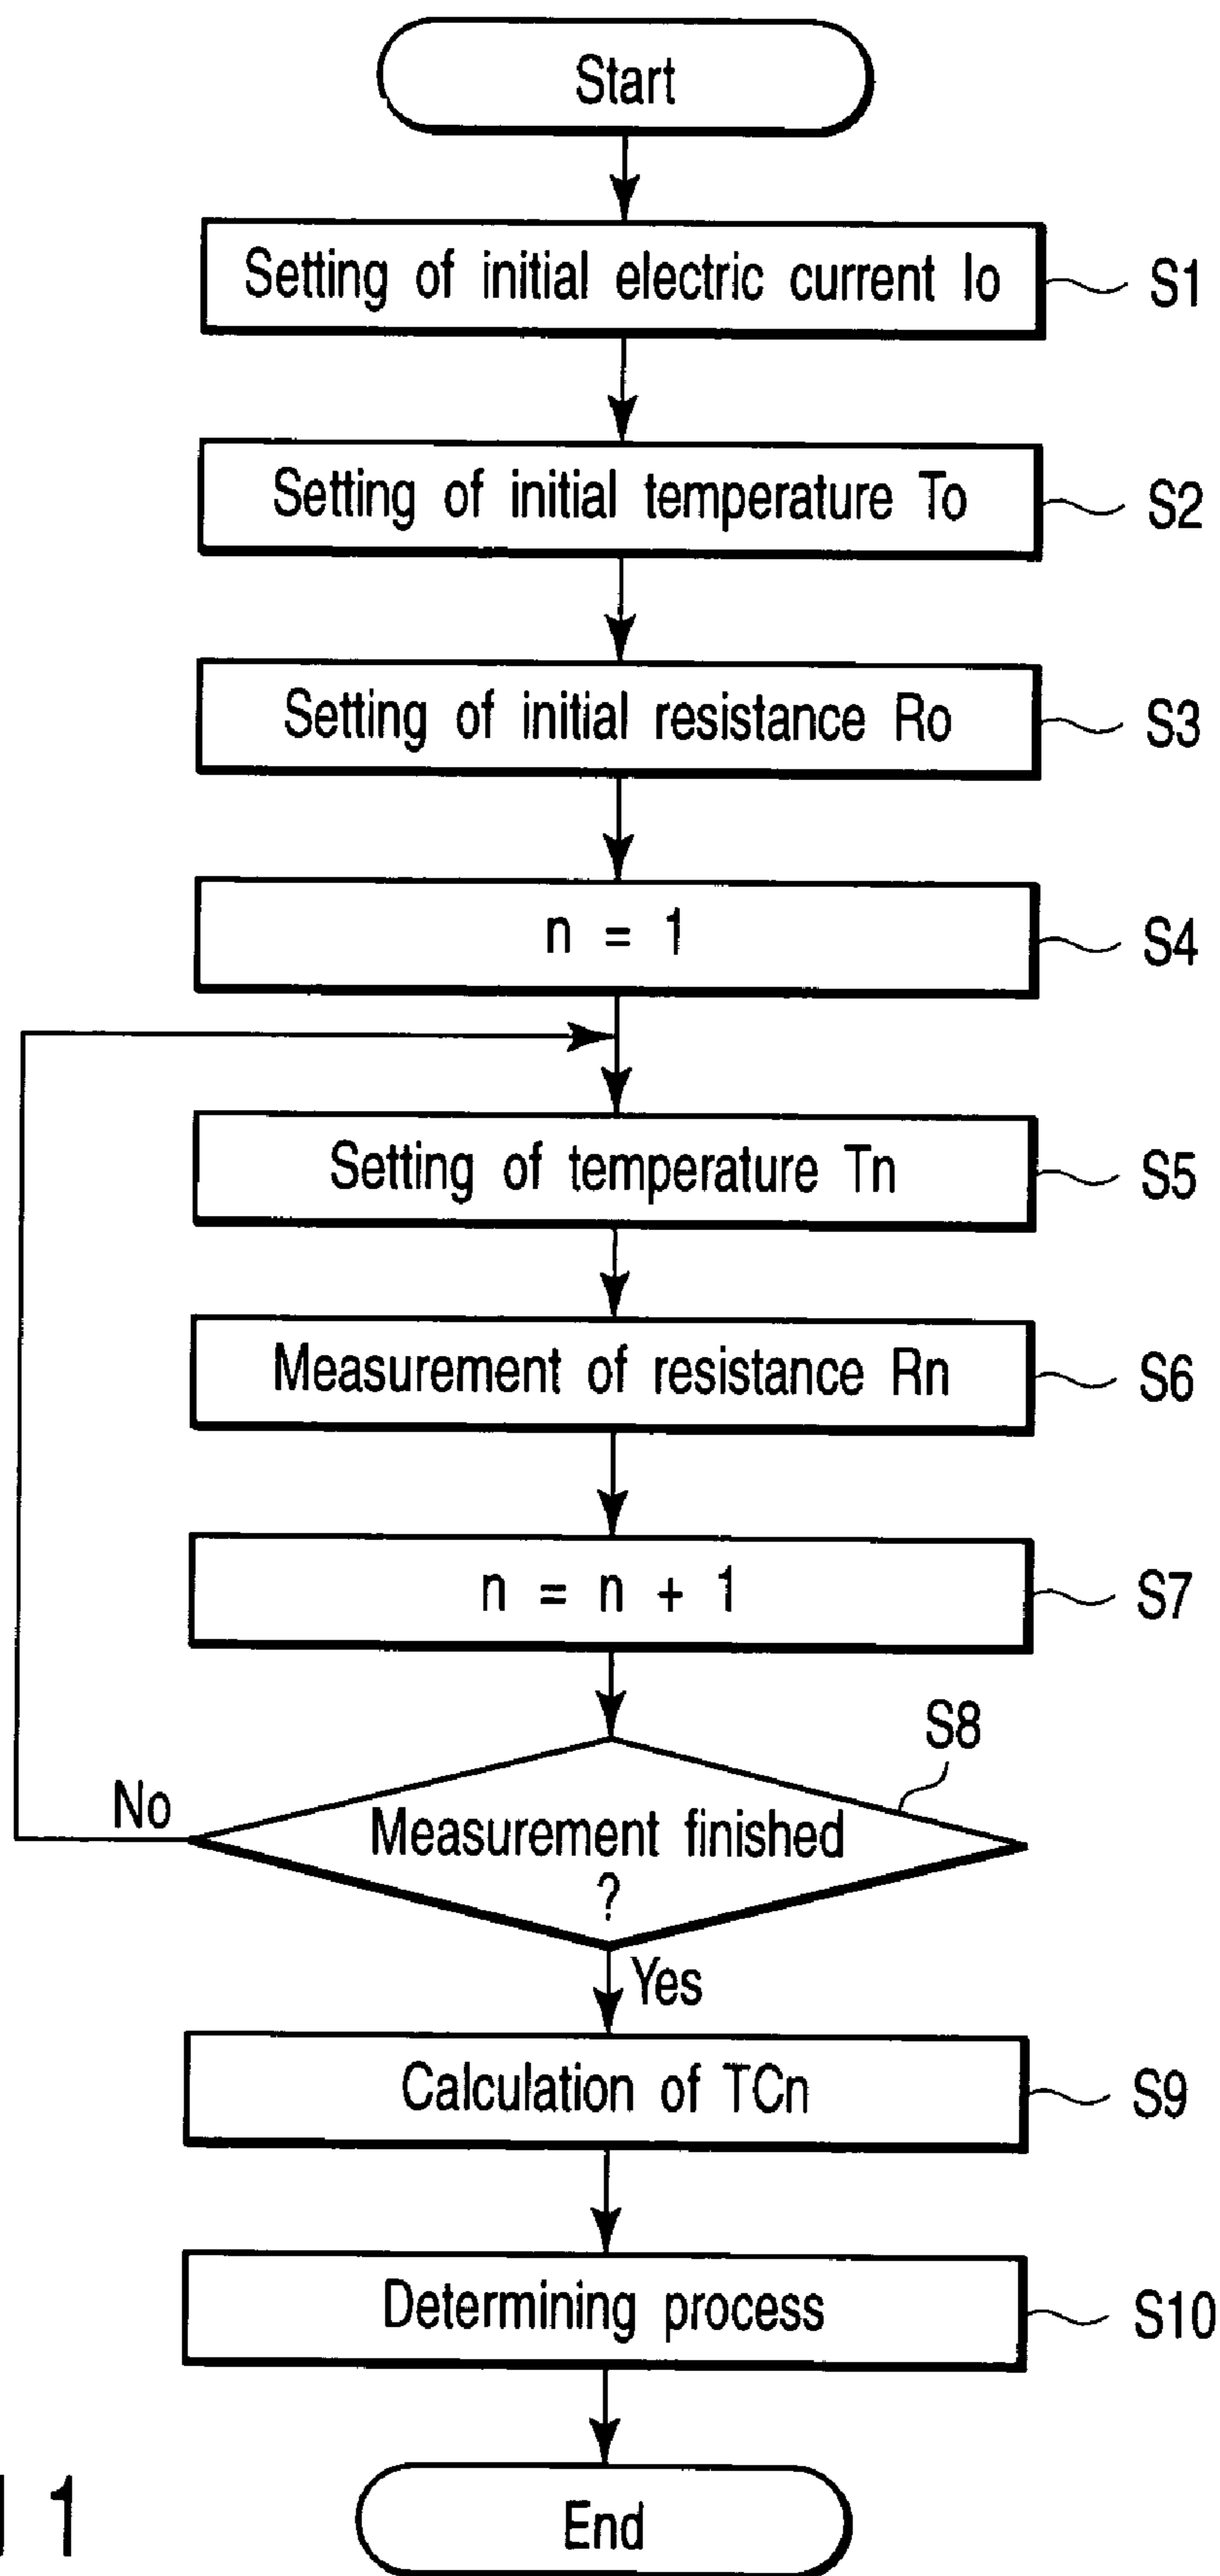 Start
Setting of initial electric current Io
S1
Setting of initial temperature To
S2
Setting of initial resistance Ro
S3
n = 1
S4
Setting of temperature Tn
S5
Measurement of resistance Rn
S6
n = n + 1
S7
S8
No
Measurement finished
?
Yes
Calculation of TCn
S9
Determining process
S10
End
1